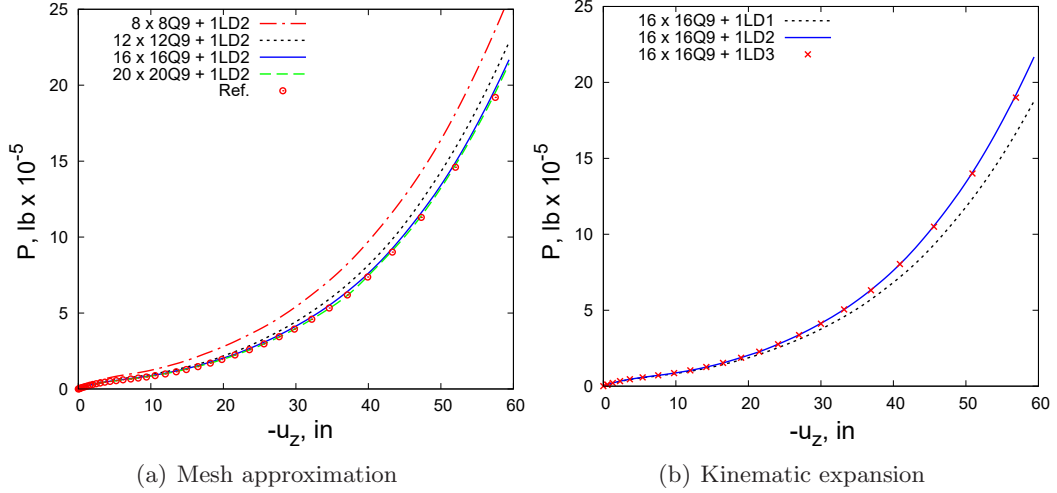 8 x 8Q9 + 1LD2
12 x 12Q9 + 1LD2
16 x 16Q9 + 1LD2
20 x 20Q9 + 1LD2
Ref.
25
20
15
10
5
0
0
10
20
30
40
50
60
P, lb x 10^-5
-u_z, in
(a) Mesh approximation
16 x 16Q9 + 1LD1
16 x 16Q9 + 1LD2
16 x 16Q9 + 1LD3
25
20
15
10
5
0
0
10
20
30
40
50
60
P, lb x 10^-5
-u_z, in
(b) Kinematic expansion